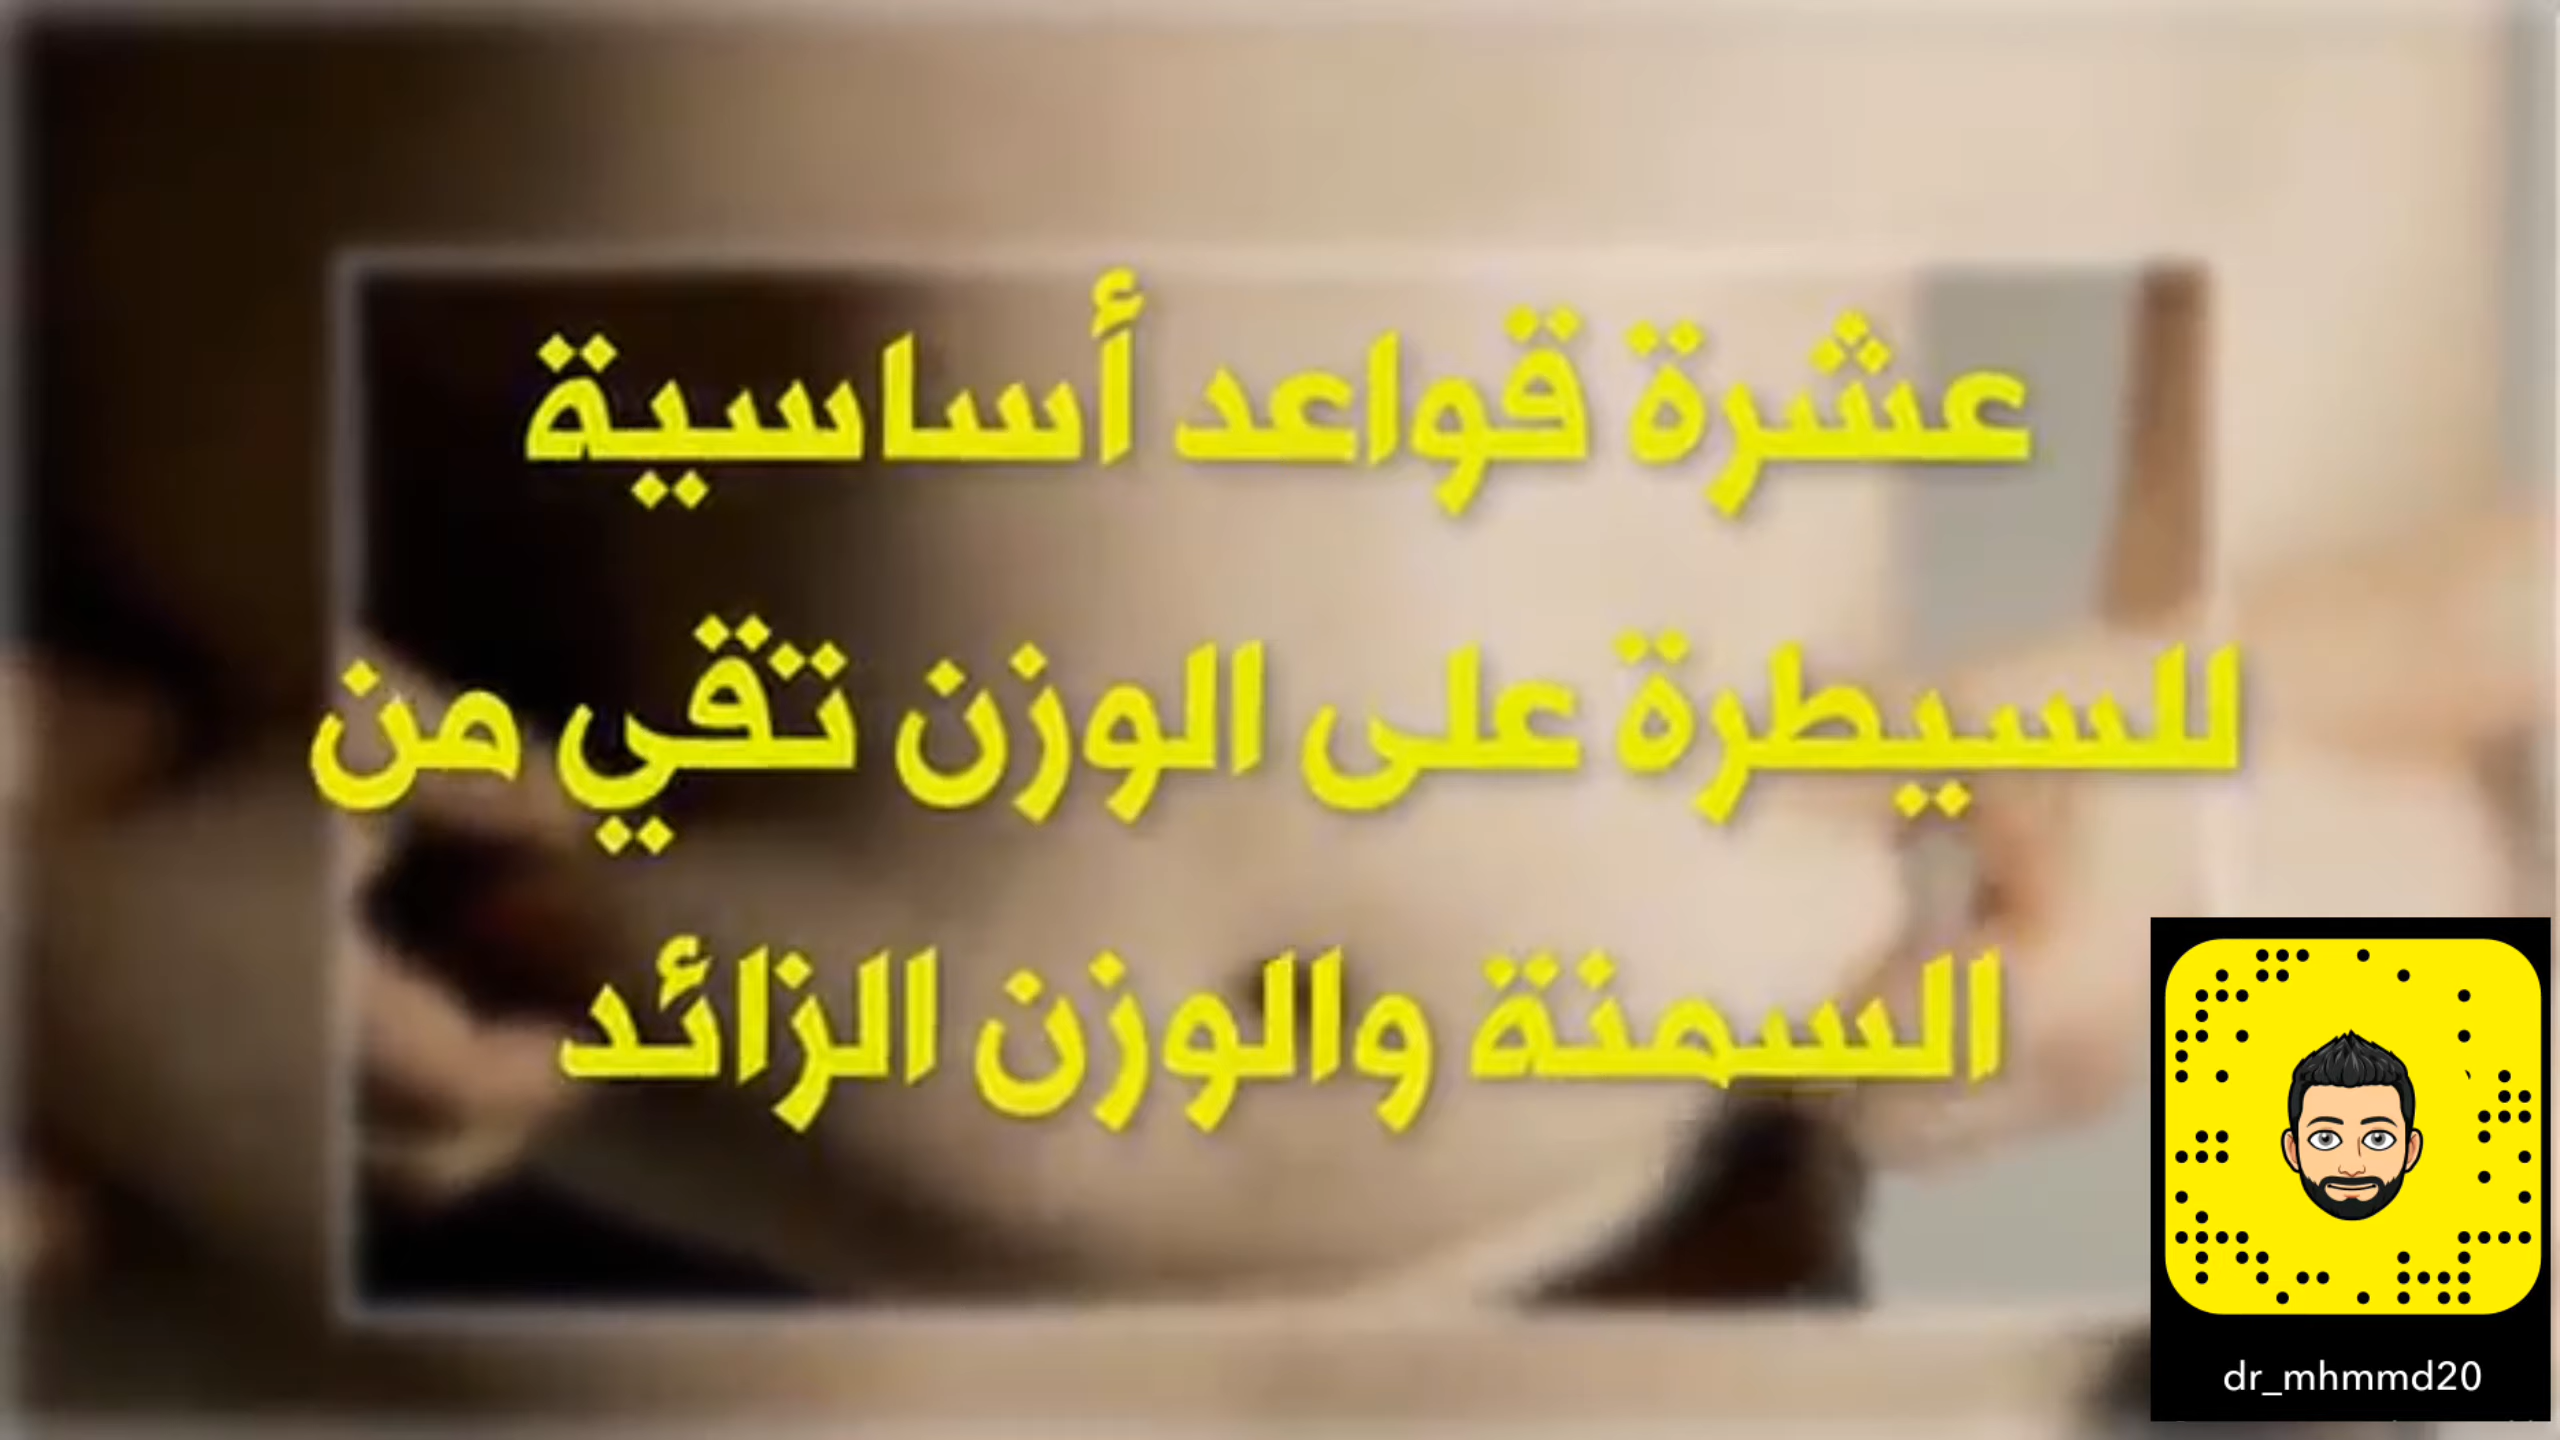 عشرة قواعد أساسية
للسيطرة على الوزن تقي من
السمنة والوزن الزائد
dr_mhmmd20